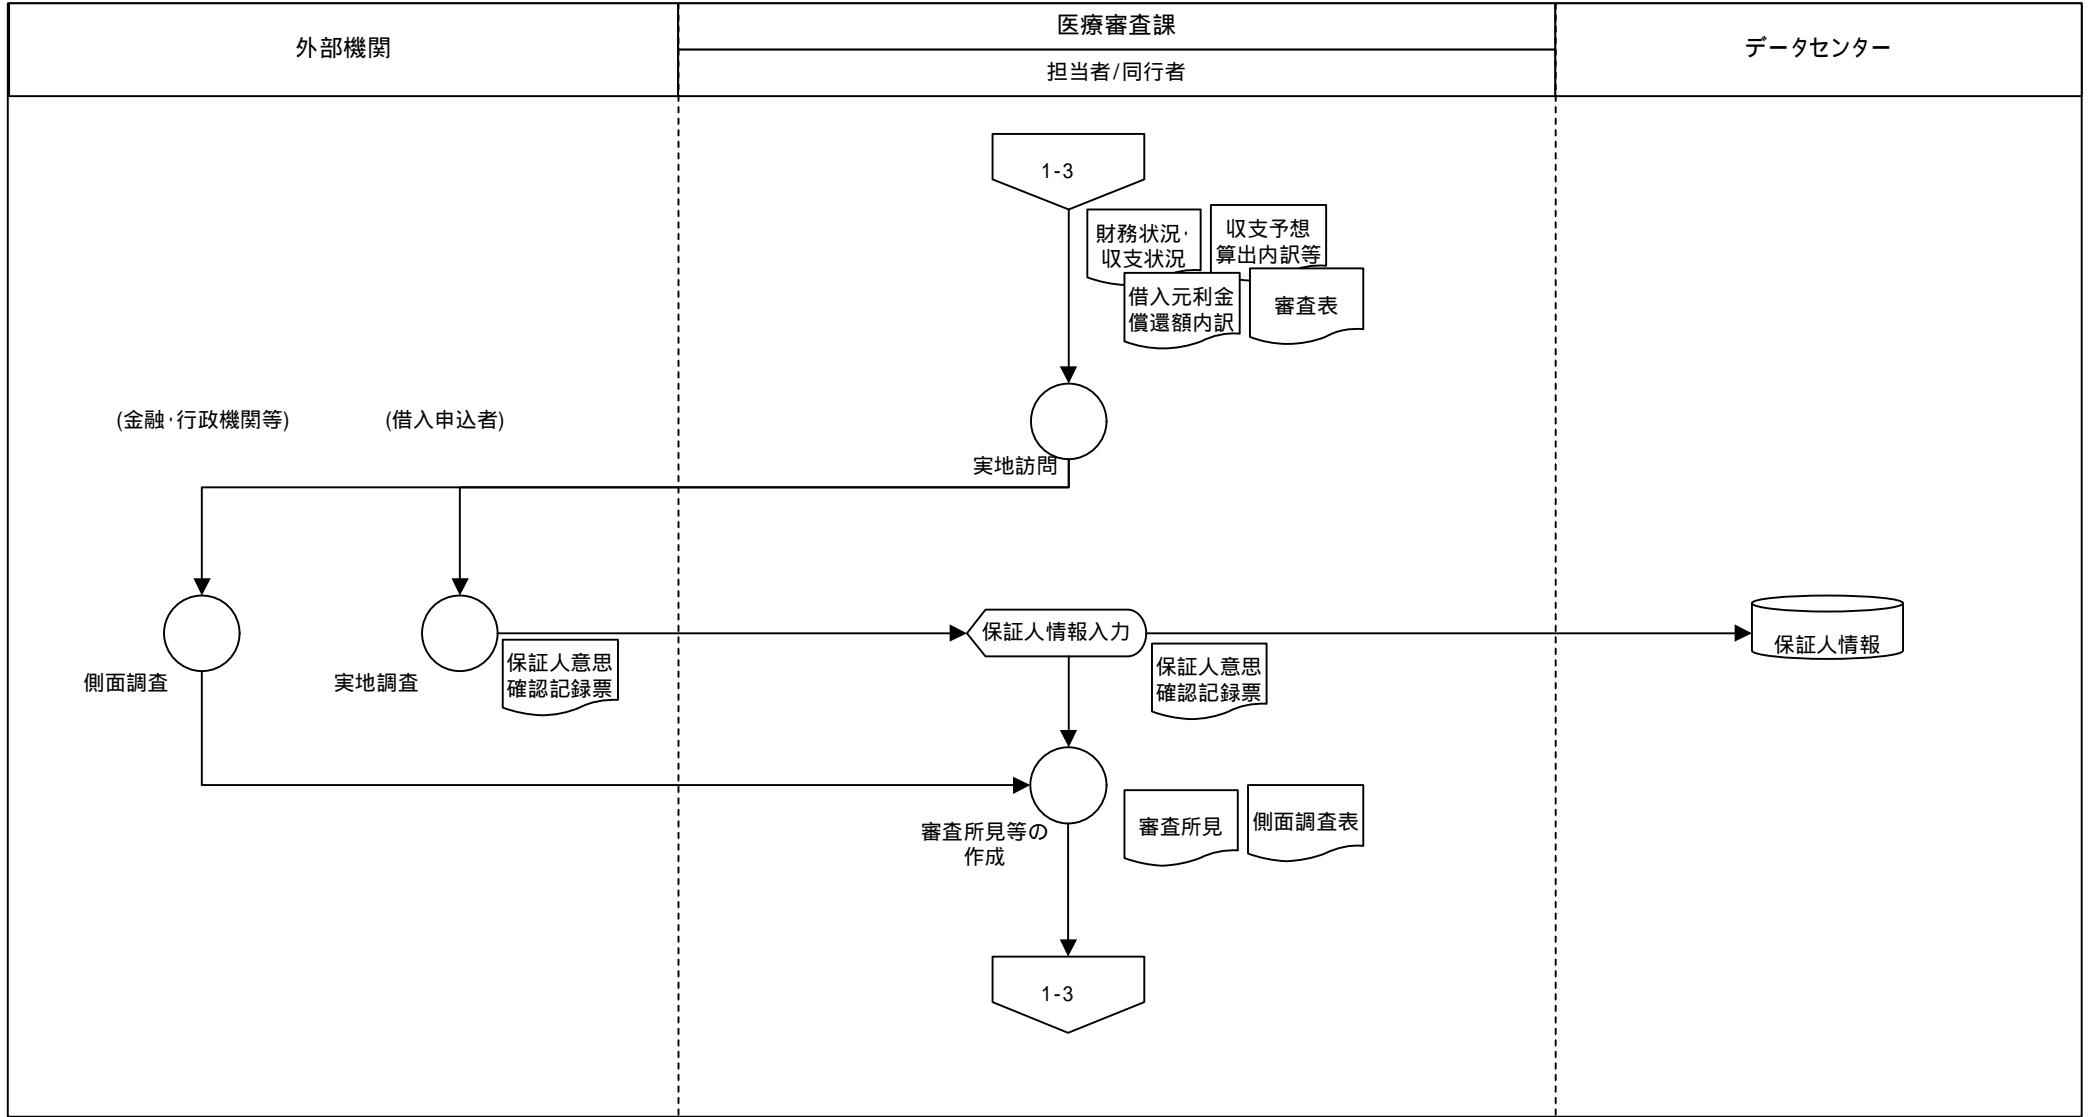 外部機関
医療審査課
担当者/同行者
データセンター
1-3
財務状況・
収支状況
収支予想
算出内訳等
借入元利金
償還額内訳
審査表
(金融・行政機関等)
(借入申込者)
実地訪問
側面調査
実地調査
保証人意思
確認記録票
保証人情報入力
保証人意思
確認記録票
保証人情報
審査所見等の
作成
審査所見
側面調査表
1-3